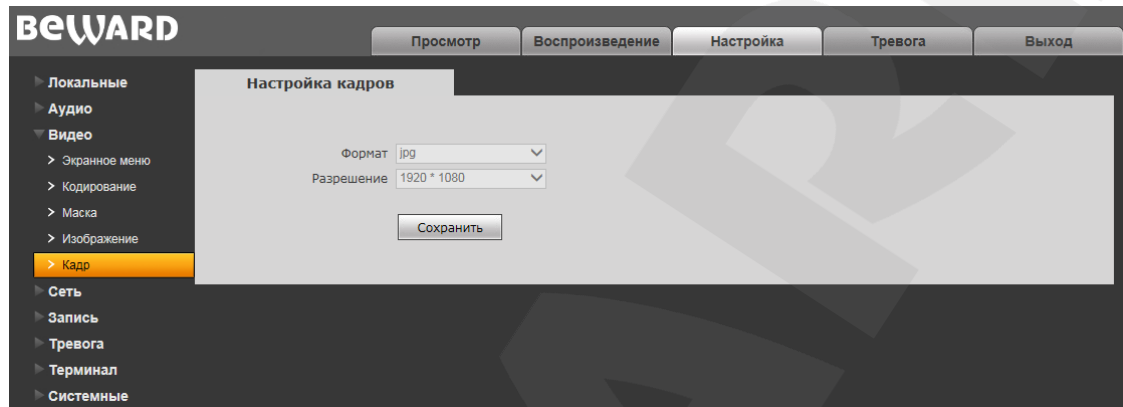 BEWARD
Просмотр Воспроизведение Настройка Тревога Выход
Локальные
Аудио
Видео
> Экранное меню
> Кодирование
> Маска
> Изображение
> Кадр
Сеть
Запись
Тревога
Терминал
Системные
Настройка кадров
Формат jpg
Разрешение 1920 * 1080
Сохранить